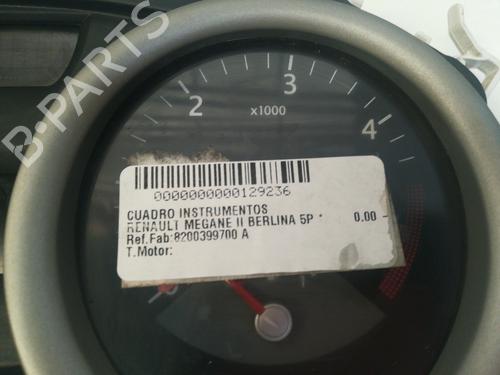 2
3
4
x1000
0000000000129236
CUADRO INSTRUMENTOS
RENAULT MEGANE II BERLINA 5P * 0.00 -
Ref.Fab:8200399700 A
T.Motor:
B-PARTS